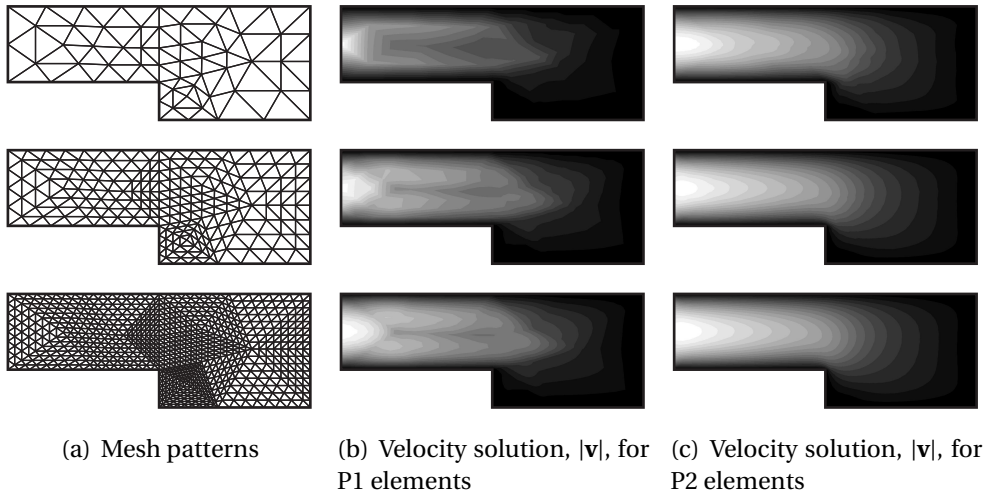 (a) Mesh patterns
(b) Velocity solution, |v|, for
P1 elements
(c) Velocity solution, |v|, for
P2 elements